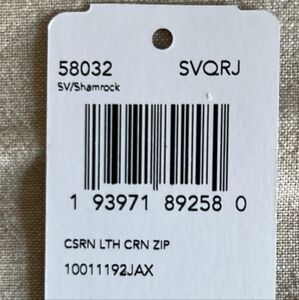 58032 SVQRJ
SV/Shamrock
1 93971 89258 0
CSRN LTH CRN ZIP
10011192JAX